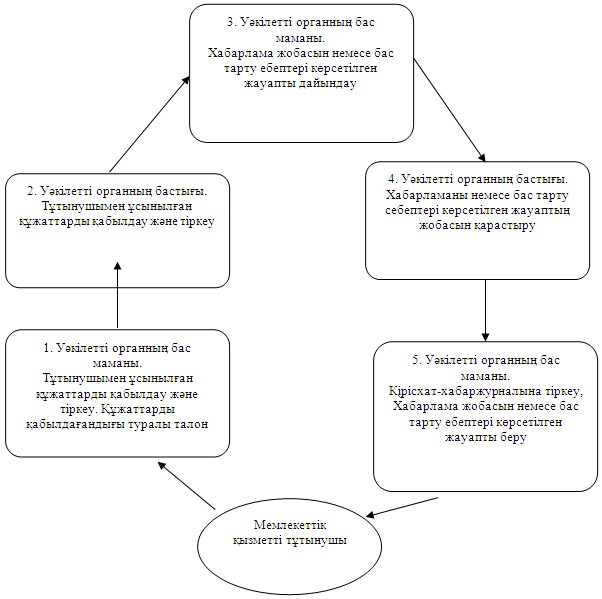 3. Уәкілетті органның бас
маманы.
Хабарлама жобасын немесе бас
тарту ебептері көрсетілген
жауапты дайындау
2. Уәкілетті органның бастығы.
Тұтынушымен ұсынылған
құжаттарды қабылдау және тіркеу
4. Уәкілетті органның бастығы.
Хабарламаны немесе бас тарту
себептері көрсетілген жауаптың
жобасын қарастыру
1. Уәкілетті органның бас
маманы.
Тұтынушымен ұсынылған
құжаттарды қабылдау және
тіркеу. Құжаттарды
қабылдағандығы туралы талон
5. Уәкілетті органның бас
маманы.
Кірісхат-хабаржурналына тіркеу,
Хабарлама жобасын немесе бас
тарту ебептері көрсетілген
жауапты беру
Мемлекеттік
қызметті тұтынушы